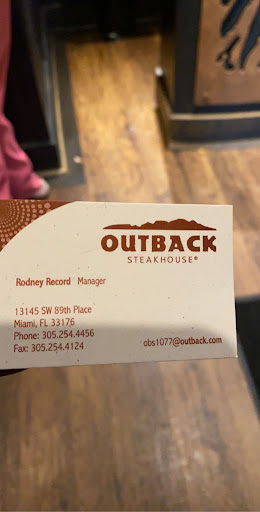 OUTBACK
STEAKHOUSE®
Rodney Record Manager
13145 SW 89th Place
Miami, FL 33176
Phone: 305.254.4456
Fax: 305.254.4124
obs1077@outback.com